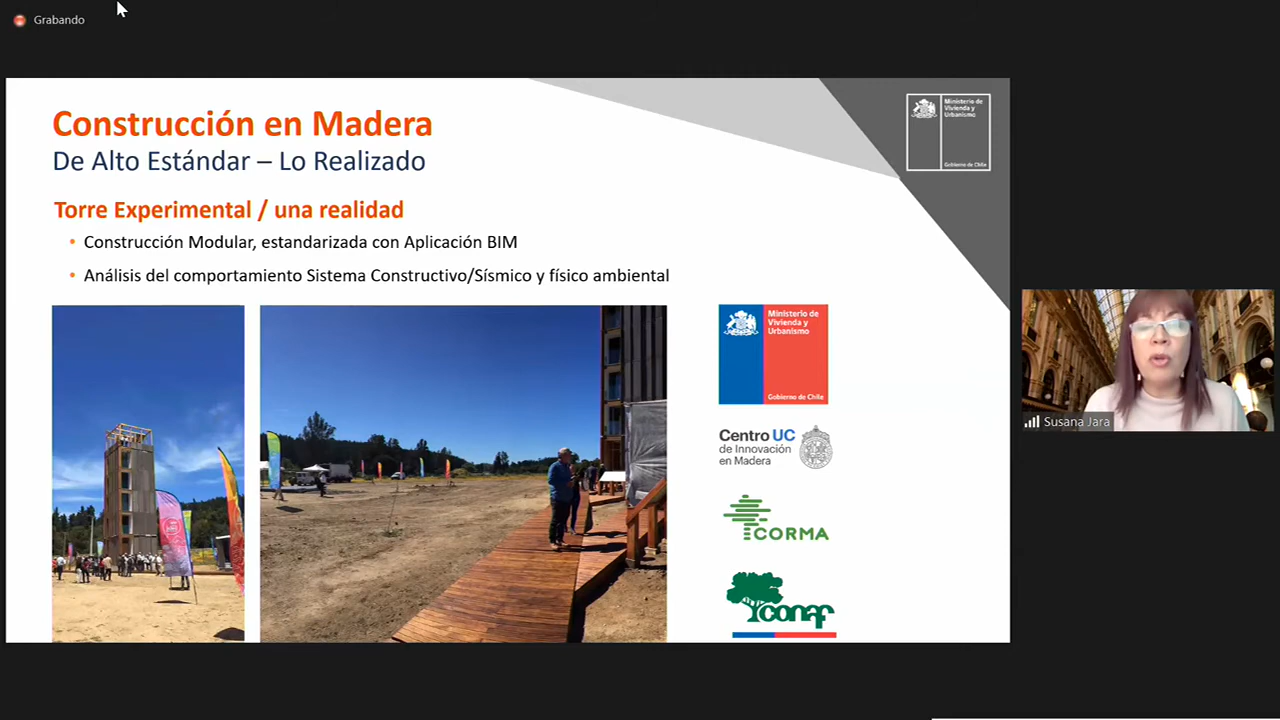 Grabando
Construcción en Madera
De Alto Estándar – Lo Realizado
Torre Experimental / una realidad
• Construcción Modular, estandarizada con Aplicación BIM
• Análisis del comportamiento Sistema Constructivo/Sísmico y físico ambiental
Ministerio de
Vivienda y
Urbanismo
Gobierno de Chile
Ministerio de
Vivienda y
Urbanismo
Gobierno de Chile
Centro UC
de Innovación
en Madera
CORMA
conaf
Susana Jara